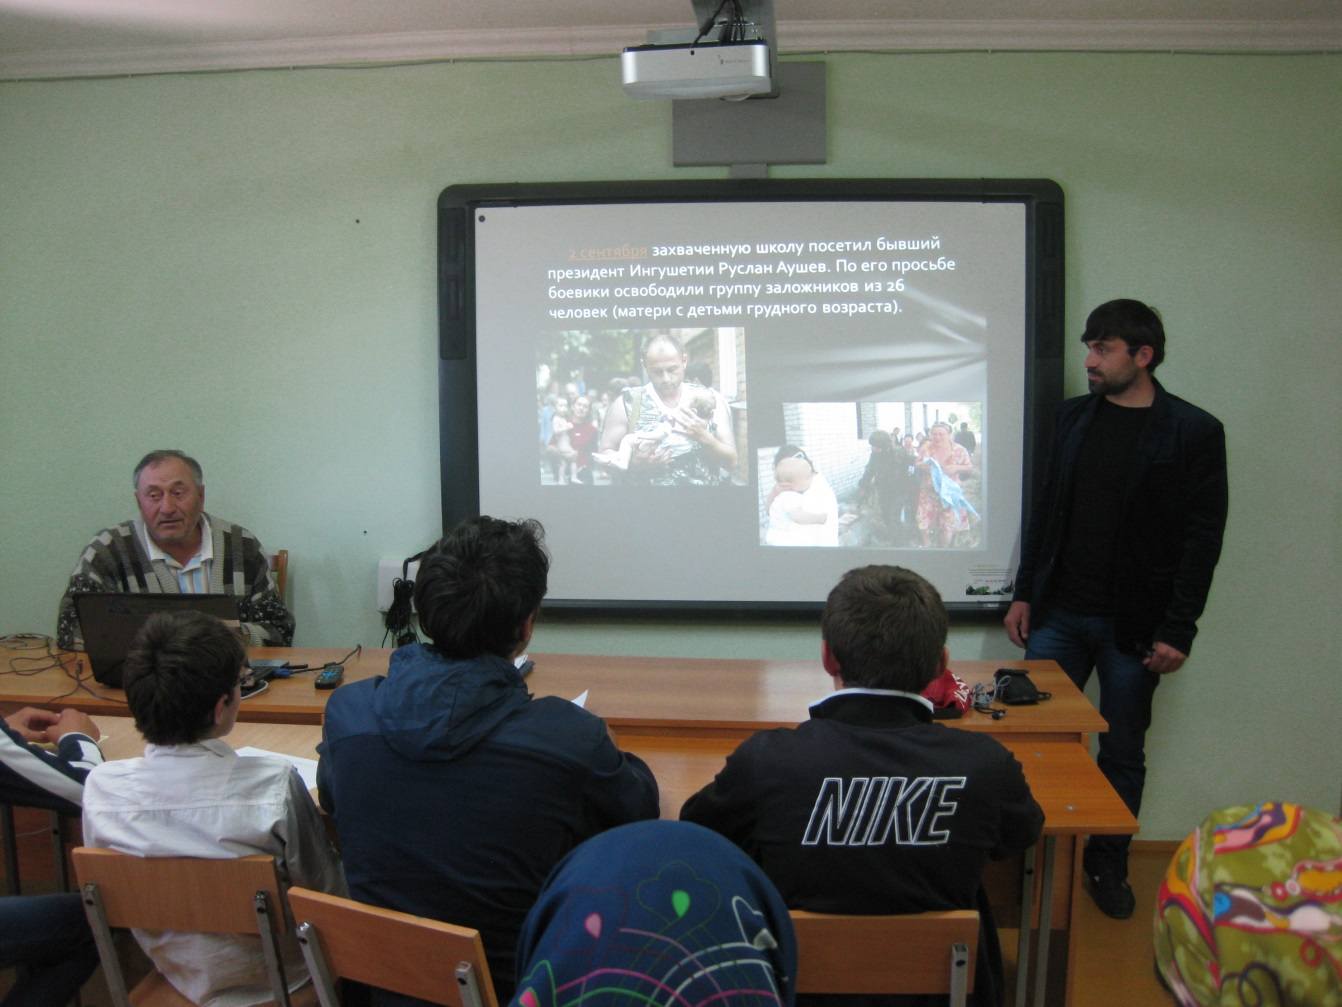 2 сентября захваченную школу посетил бывший
президент Ингушетии Руслан Аушев. По его просьбе
боевики освободили группу заложников из 26
человек (матери с детьми грудного возраста).
NIKE